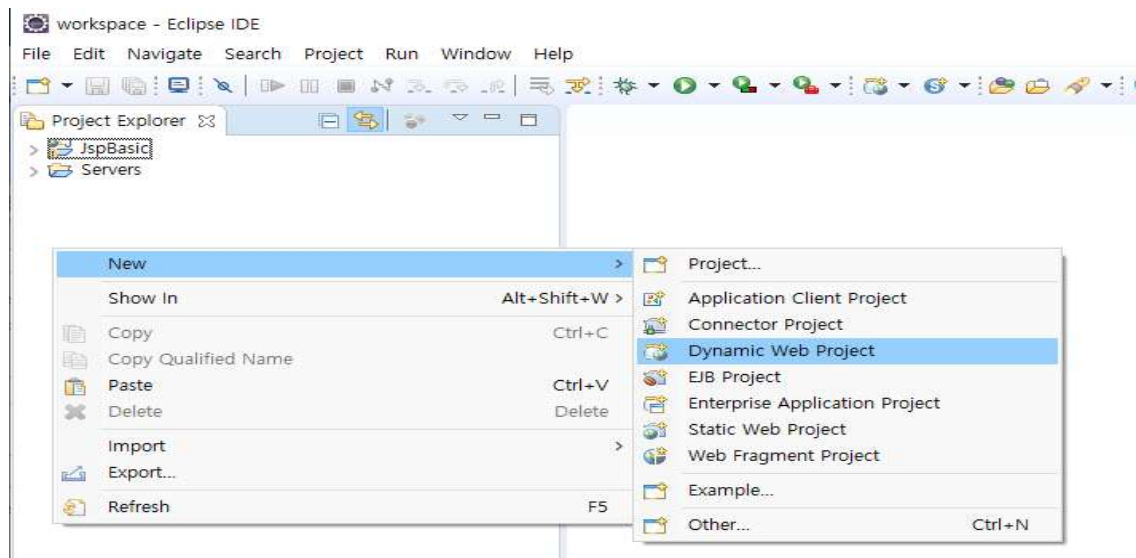 workspace - Eclipse IDE
File Edit Navigate Search Project Run Window Help
Project Explorer
JspBasic
Servers
New
Show In Alt+Shift+W >
Copy Ctrl+C
Copy Qualified Name
Paste Ctrl+V
Delete Delete
Import
Export...
Refresh F5
Project...
Application Client Project
Connector Project
Dynamic Web Project
EJB Project
Enterprise Application Project
Static Web Project
Web Fragment Project
Example...
Other... Ctrl+N